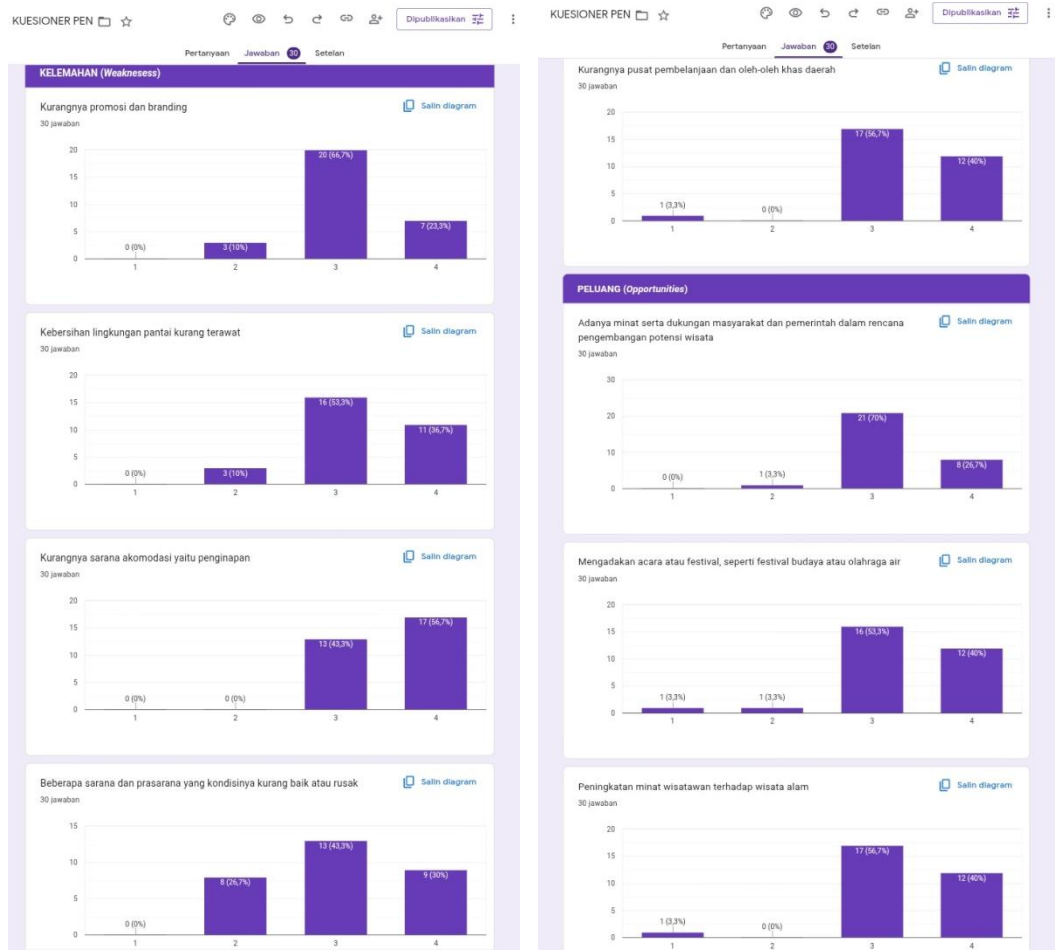 KUESIONER PEN
Dipublikasikan
Pertanyaan Jawaban 30 Setelan
KELEMAHAN (Weaknesess)
Kurangnya promosi dan branding
Salin diagram
30 jawaban
20
15
10
5
0
0 (0%)
3 (10%)
20 (66,7%)
7 (23,3%)
1 2 3 4
Kebersihan lingkungan pantai kurang terawat
Salin diagram
30 jawaban
20
15
10
5
0
0 (0%)
3 (10%)
16 (53,3%)
11 (36,7%)
1 2 3 4
Kurangnya sarana akomodasi yaitu penginapan
Salin diagram
30 jawaban
20
15
10
5
0
0 (0%)
0 (0%)
13 (43,3%)
17 (56,7%)
1 2 3 4
Beberapa sarana dan prasarana yang kondisinya kurang baik atau rusak
Salin diagram
30 jawaban
15
10
5
0
0 (0%)
8 (26,7%)
13 (43,3%)
9 (30%)
1 2 3 4
KUESIONER PEN
Dipublikasikan
Pertanyaan Jawaban 30 Setelan
Kurangnya pusat pembelanjaan dan oleh-oleh khas daerah
Salin diagram
30 jawaban
20
15
10
5
0
1 (3,3%)
0 (0%)
17 (56,7%)
12 (40%)
1 2 3 4
PELUANG (Opportunities)
Adanya minat serta dukungan masyarakat dan pemerintah dalam rencana
pengembangan potensi wisata
Salin diagram
30 jawaban
30
20
10
0
0 (0%)
1 (3,3%)
21 (70%)
8 (26,7%)
1 2 3 4
Mengadakan acara atau festival, seperti festival budaya atau olahraga air
Salin diagram
30 jawaban
20
15
10
5
0
1 (3,3%)
1 (3,3%)
16 (53,3%)
12 (40%)
1 2 3 4
Peningkatan minat wisatawan terhadap wisata alam
Salin diagram
30 jawaban
20
15
10
5
0
1 (3,3%)
0 (0%)
17 (56,7%)
12 (40%)
1 2 3 4